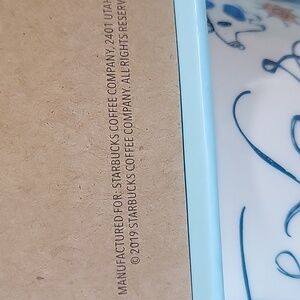 MANUFACTURED FOR: STARBUCKS COFFEE COMPANY, 2401 UTAH
© 2019 STARBUCKS COFFEE COMPANY. ALL RIGHTS RESERV